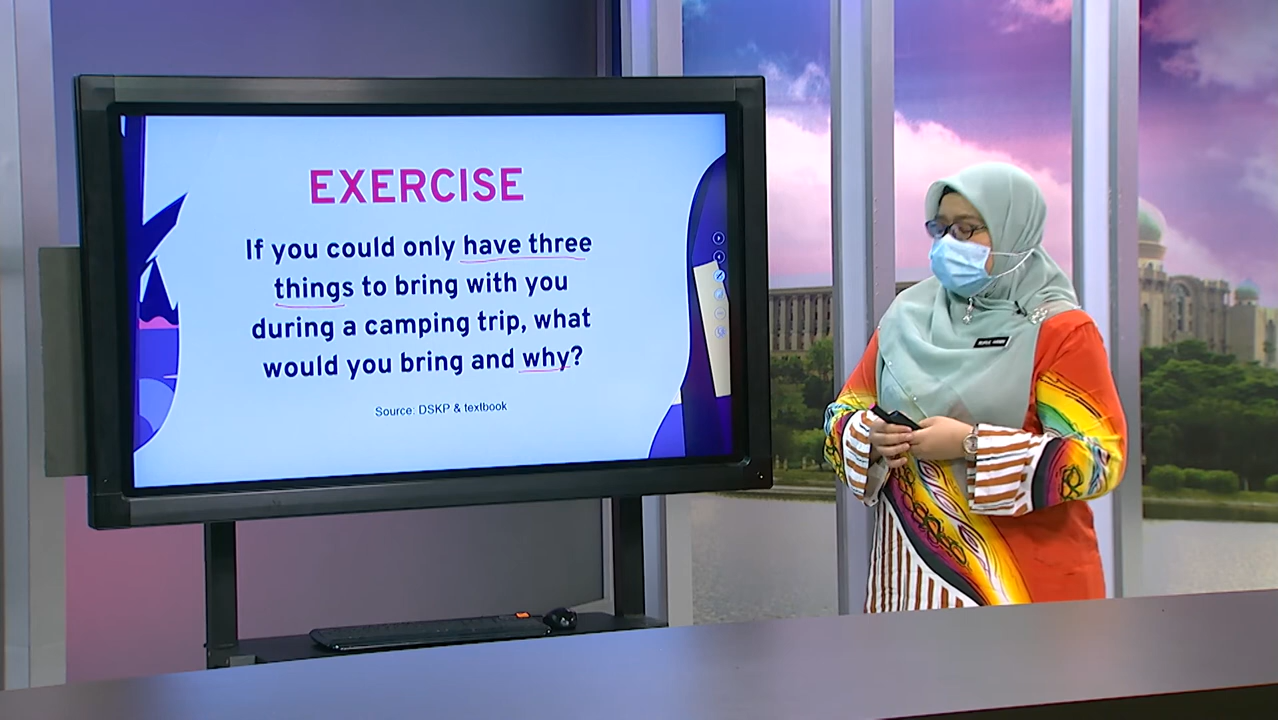 EXERCISE
If you could only have three
things to bring with you
during a camping trip, what
would you bring and why?
Source: DSKP & textbook